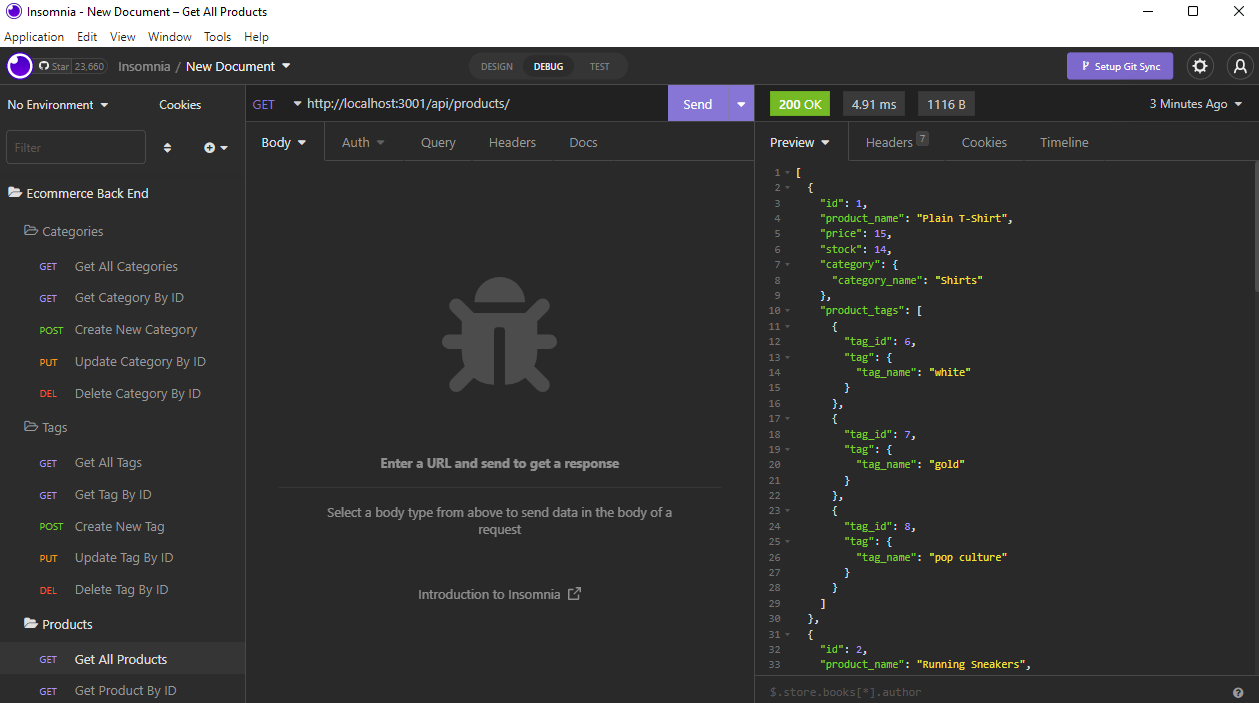 Insomnia - New Document – Get All Products
Application Edit View Window Tools Help
Star 23,660 Insomnia / New Document DESIGN DEBUG TEST Setup Git Sync
No Environment Cookies
Filter
Ecommerce Back End
Categories
GET Get All Categories
GET Get Category By ID
POST Create New Category
PUT Update Category By ID
DEL Delete Category By ID
Tags
GET Get All Tags
GET Get Tag By ID
POST Create New Tag
PUT Update Tag By ID
DEL Delete Tag By ID
Products
GET Get All Products
GET Get Product By ID
GET http://localhost:3001/api/products/ Send
Body Auth Query Headers Docs
Enter a URL and send to get a response
Select a body type from above to send data in the body of a
request
Introduction to Insomnia
200 OK 4.91 ms 1116 B 3 Minutes Ago
Preview Headers 7 Cookies Timeline
1 [
2 {
3 "id": 1,
4 "product_name": "Plain T-Shirt",
5 "price": 15,
6 "stock": 14,
7 "category": {
8 "category_name": "Shirts"
9 },
10 "product_tags": [
11 {
12 "tag_id": 6,
13 "tag": {
14 "tag_name": "white"
15 }
16 },
17 {
18 "tag_id": 7,
19 "tag": {
20 "tag_name": "gold"
21 }
22 },
23 {
24 "tag_id": 8,
25 "tag": {
26 "tag_name": "pop culture"
27 }
28 }
29 ]
30 },
31 {
32 "id": 2,
33 "product_name": "Running Sneakers",
$.store.books[*].author